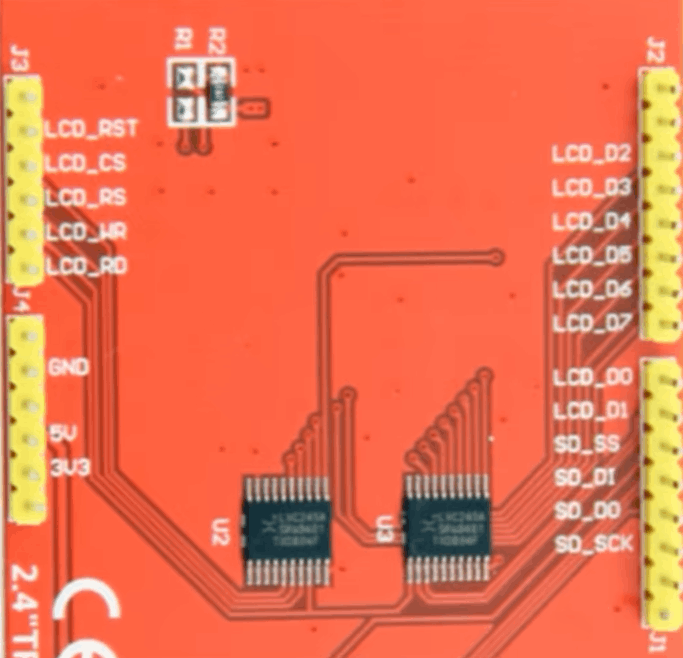 R1
R2
J3
J2
LCD_RST
LCD_CS
LCD_RS
LCD_WR
LCD_RD
J4
GND
5V
3V3
LCD_D2
LCD_D3
LCD_D4
LCD_D5
LCD_D6
LCD_D7
LCD_D0
LCD_D1
SD_SS
SD_DI
SD_DO
SD_SCK
J1
U2
LVC245A
U3
LVC245A
2.4"T
CE